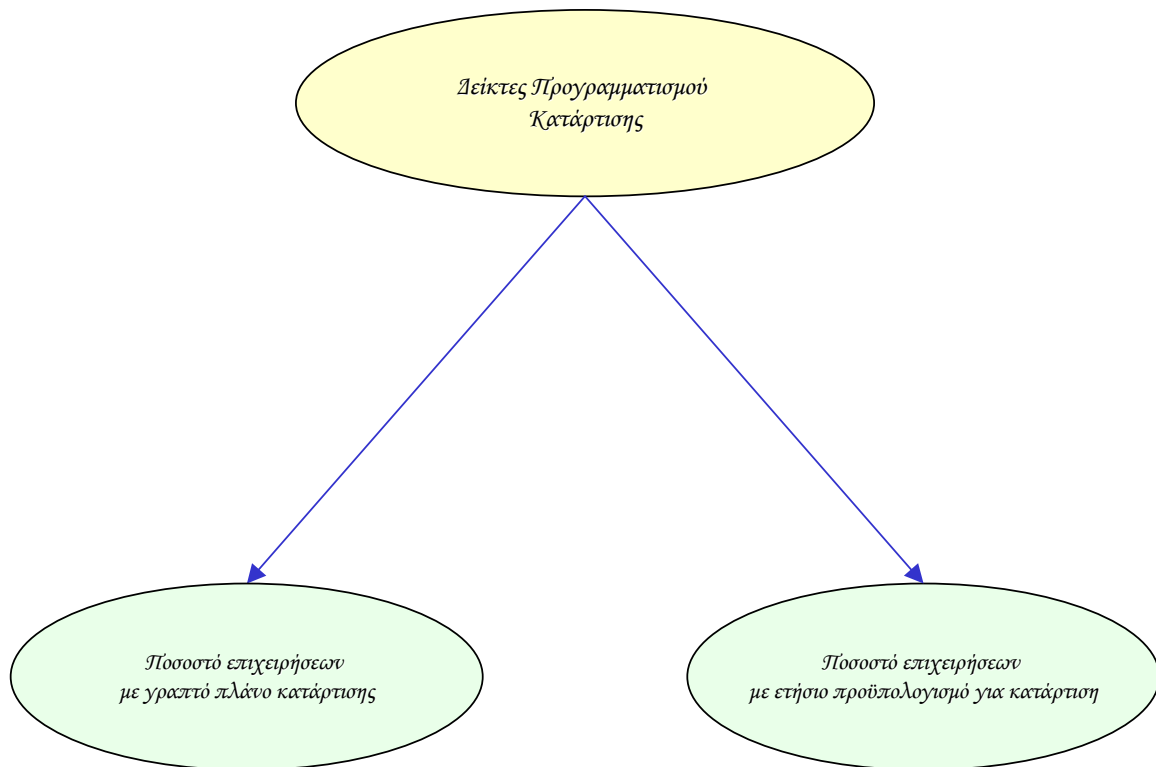 Δείκτες Προγραμματισμού
Κατάρτισης
Ποσοστό επιχειρήσεων
με γραπτό πλάνο κατάρτισης
Ποσοστό επιχειρήσεων
με ετήσιο προϋπολογισμό για κατάρτιση